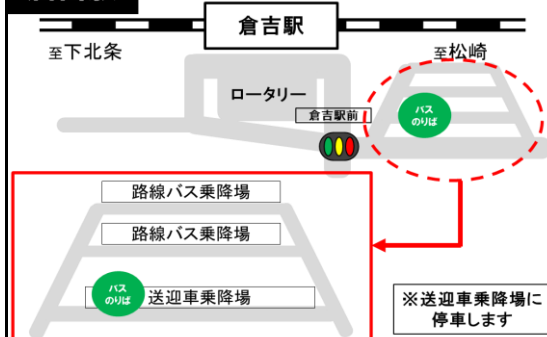 倉吉駅
至下北条
至松崎
ロータリー
倉吉駅前
バス
のりば
路線バス乗降場
路線バス乗降場
バス
のりば
送迎車乗降場
※送迎車乗降場に
停車します